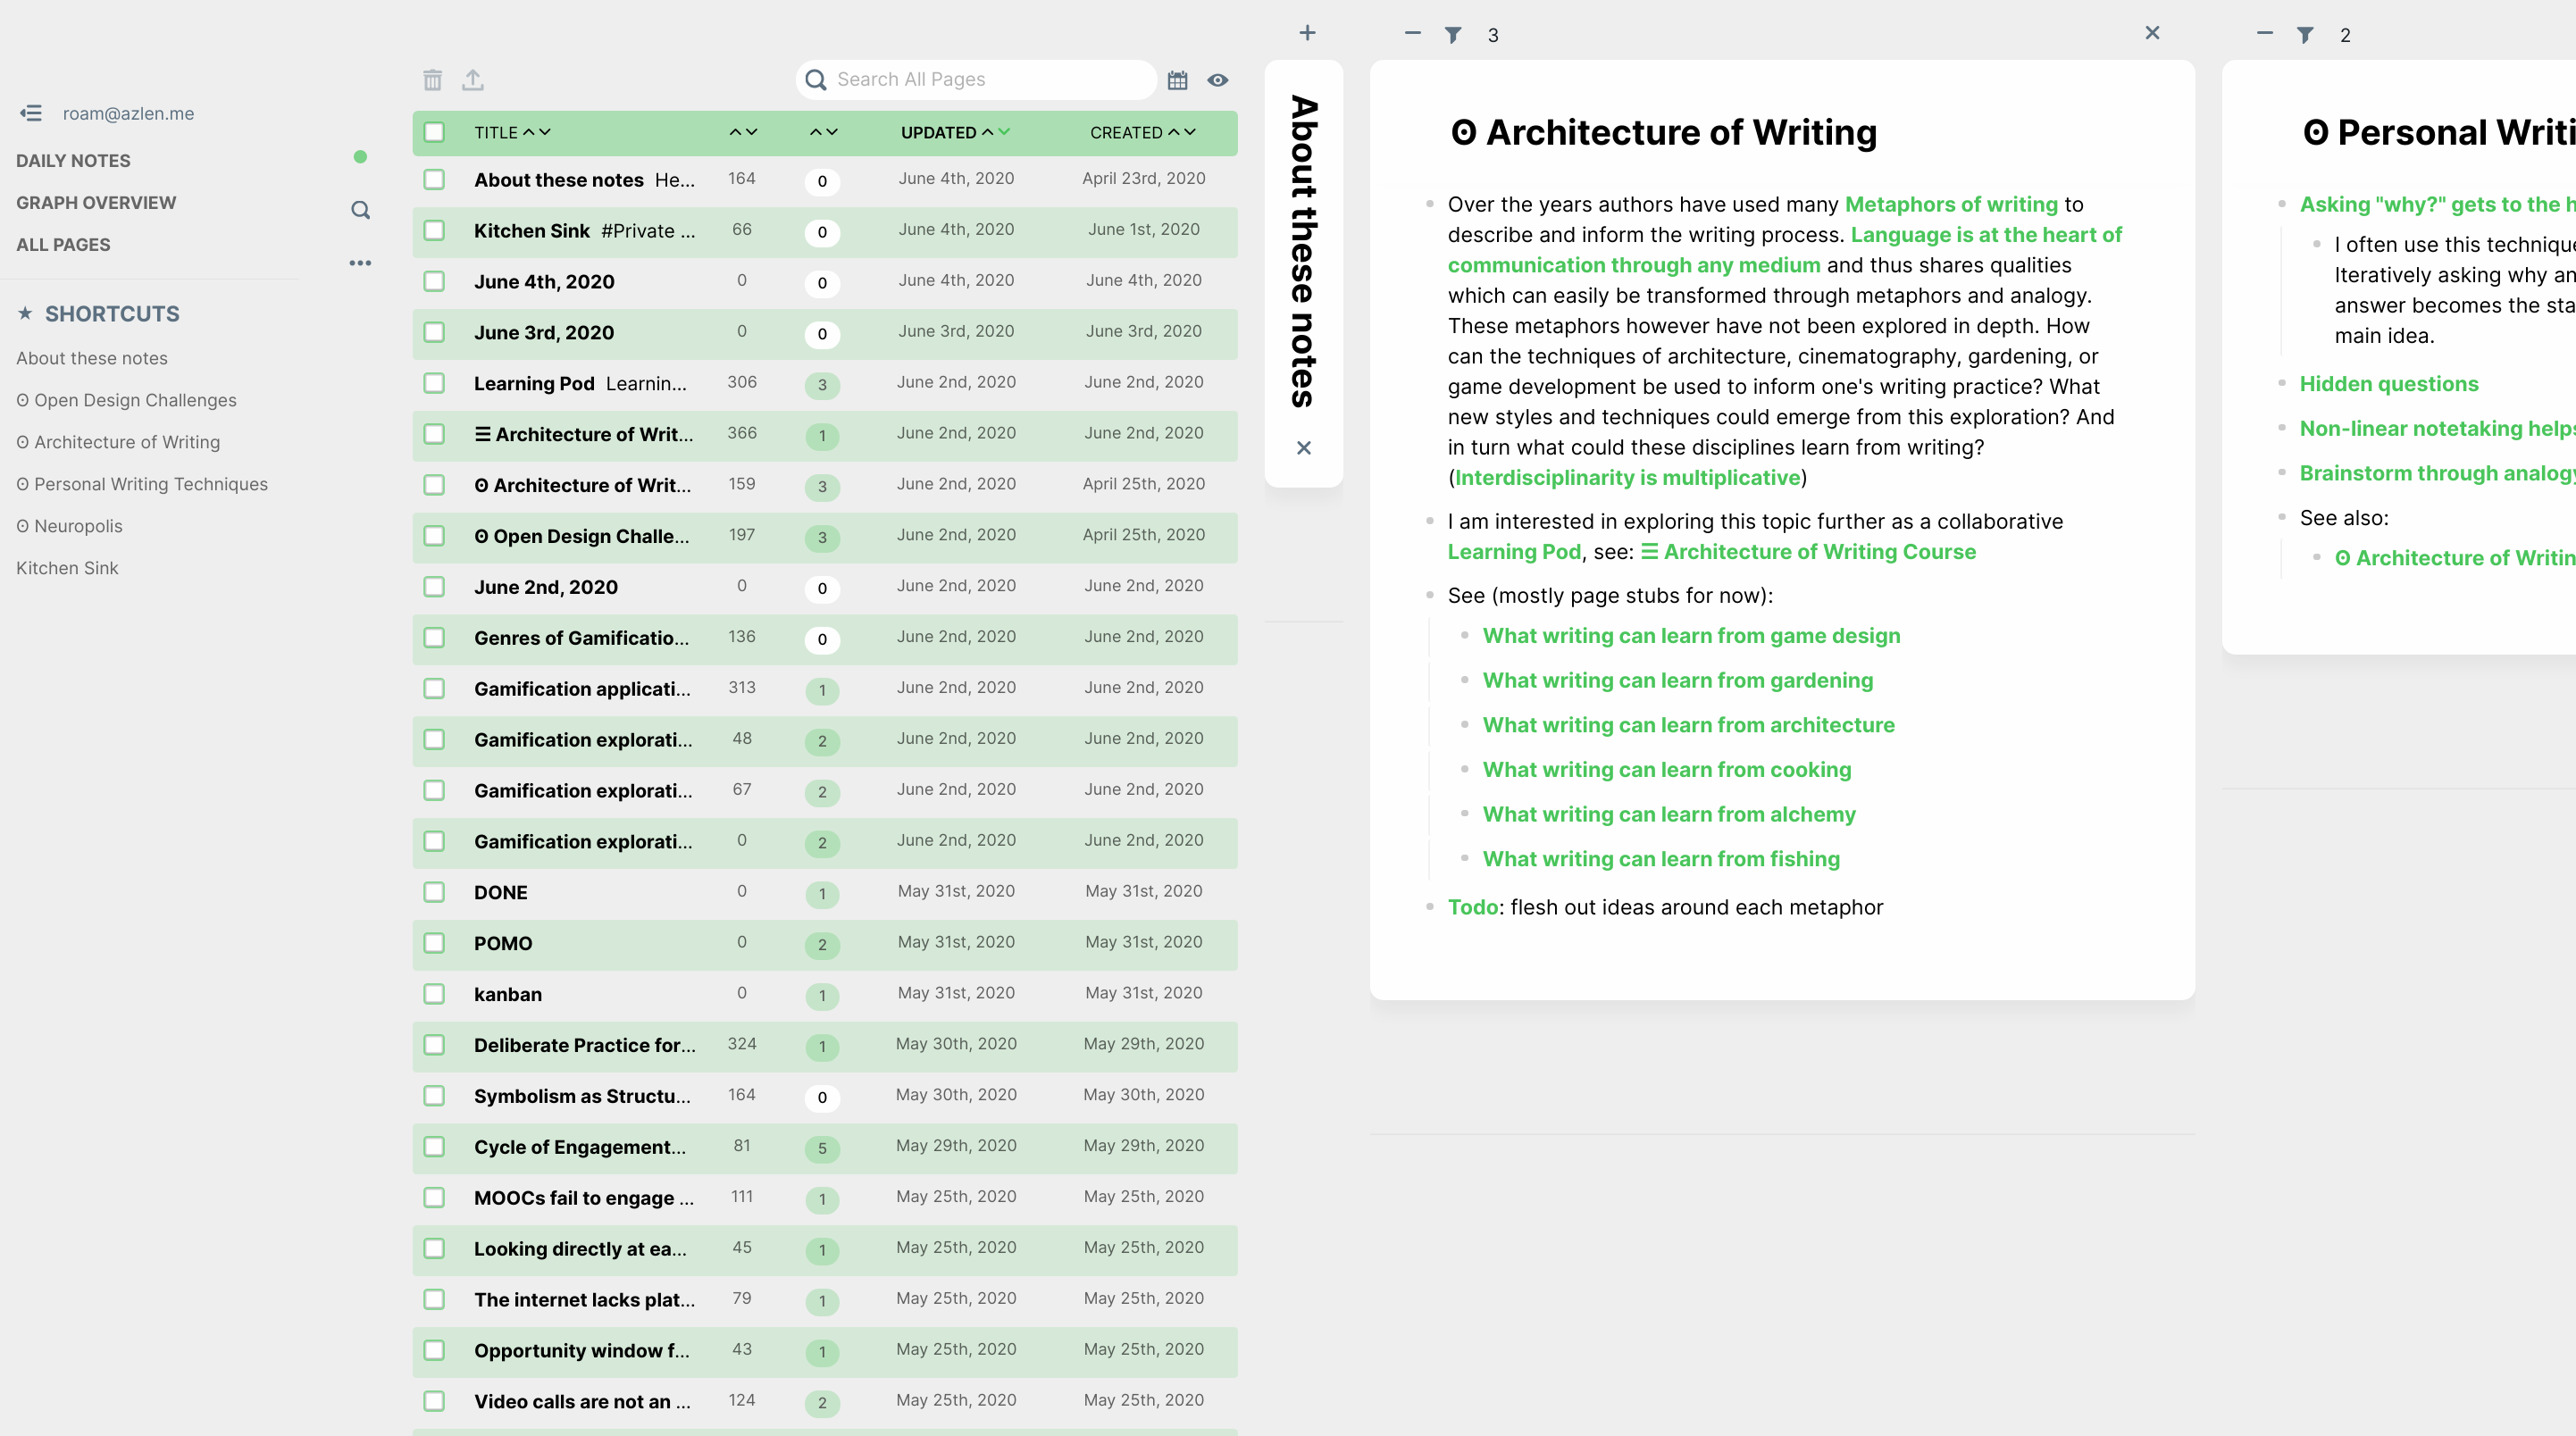 roam@azlen.me
DAILY NOTES
GRAPH OVERVIEW
ALL PAGES
★ SHORTCUTS
About these notes
ʘ Open Design Challenges
ʘ Architecture of Writing
ʘ Personal Writing Techniques
ʘ Neuropolis
Kitchen Sink
Search All Pages
TITLE UPDATED CREATED
About these notes He... 164 0 June 4th, 2020 April 23rd, 2020
Kitchen Sink #Private ... 66 0 June 4th, 2020 June 1st, 2020
June 4th, 2020 0 0 June 4th, 2020 June 4th, 2020
June 3rd, 2020 0 0 June 3rd, 2020 June 3rd, 2020
Learning Pod Learnin... 306 3 June 2nd, 2020 June 2nd, 2020
☰ Architecture of Writ... 366 1 June 2nd, 2020 June 2nd, 2020
ʘ Architecture of Writ... 159 3 June 2nd, 2020 April 25th, 2020
ʘ Open Design Challe... 197 3 June 2nd, 2020 April 25th, 2020
June 2nd, 2020 0 0 June 2nd, 2020 June 2nd, 2020
Genres of Gamificatio... 136 0 June 2nd, 2020 June 2nd, 2020
Gamification applicati... 313 1 June 2nd, 2020 June 2nd, 2020
Gamification explorati... 48 2 June 2nd, 2020 June 2nd, 2020
Gamification explorati... 67 2 June 2nd, 2020 June 2nd, 2020
Gamification explorati... 0 2 June 2nd, 2020 June 2nd, 2020
DONE 0 1 May 31st, 2020 May 31st, 2020
POMO 0 2 May 31st, 2020 May 31st, 2020
kanban 0 1 May 31st, 2020 May 31st, 2020
Deliberate Practice for... 324 1 May 30th, 2020 May 29th, 2020
Symbolism as Structu... 164 0 May 30th, 2020 May 30th, 2020
Cycle of Engagement... 81 5 May 29th, 2020 May 29th, 2020
MOOCs fail to engage ... 111 1 May 25th, 2020 May 25th, 2020
Looking directly at ea... 45 1 May 25th, 2020 May 25th, 2020
The internet lacks plat... 79 1 May 25th, 2020 May 25th, 2020
Opportunity window f... 43 1 May 25th, 2020 May 25th, 2020
Video calls are not an ... 124 2 May 25th, 2020 May 25th, 2020
About these notes
3
ʘ Architecture of Writing
Over the years authors have used many Metaphors of writing to
describe and inform the writing process. Language is at the heart of
communication through any medium and thus shares qualities
which can easily be transformed through metaphors and analogy.
These metaphors however have not been explored in depth. How
can the techniques of architecture, cinematography, gardening, or
game development be used to inform one's writing practice? What
new styles and techniques could emerge from this exploration? And
in turn what could these disciplines learn from writing?
(Interdisciplinarity is multiplicative)
I am interested in exploring this topic further as a collaborative
Learning Pod, see: ☰ Architecture of Writing Course
See (mostly page stubs for now):
What writing can learn from game design
What writing can learn from gardening
What writing can learn from architecture
What writing can learn from cooking
What writing can learn from alchemy
What writing can learn from fishing
Todo: flesh out ideas around each metaphor
2
ʘ Personal Writi
Asking "why?" gets to the h
I often use this technique
Iteratively asking why an
answer becomes the sta
main idea.
Hidden questions
Non-linear notetaking helps
Brainstorm through analogy
See also:
ʘ Architecture of Writin